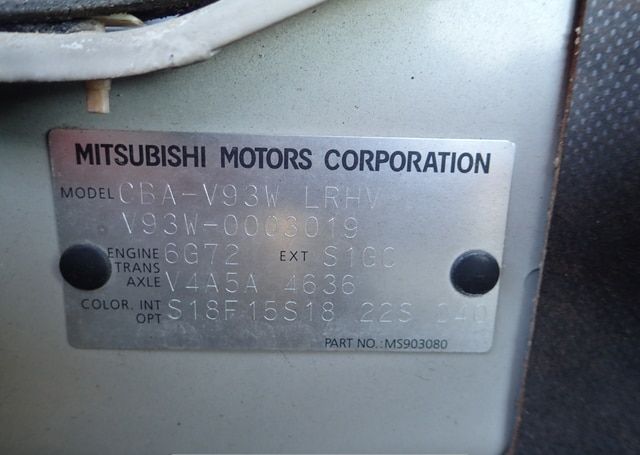 MITSUBISHI MOTORS CORPORATION
MODEL CBA-V93W LRHV
V93W-0003019
ENGINE 6G72 EXT S1GC
TRANS AXLE V4A5A 4636
COLOR. INT OPT S18F15S18 22S 040
PART NO.: MS903080